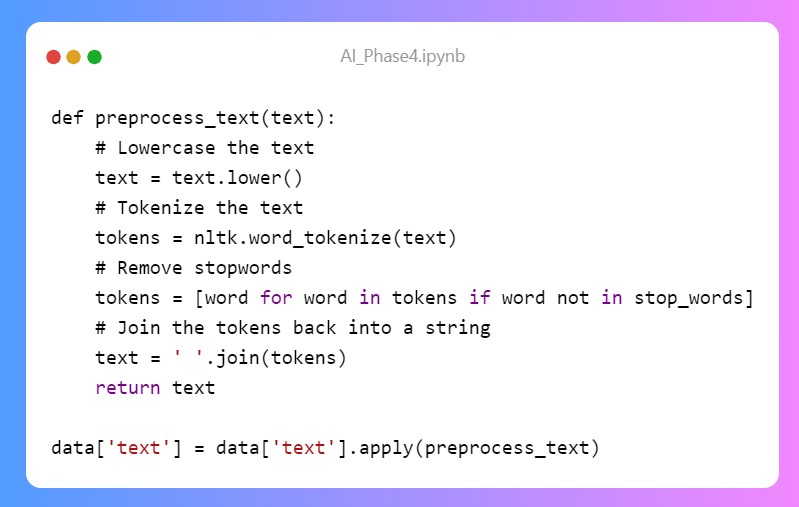 AI_Phase4.ipynb
def preprocess_text(text):
    # Lowercase the text
    text = text.lower()
    # Tokenize the text
    tokens = nltk.word_tokenize(text)
    # Remove stopwords
    tokens = [word for word in tokens if word not in stop_words]
    # Join the tokens back into a string
    text = ' '.join(tokens)
    return text

data['text'] = data['text'].apply(preprocess_text)